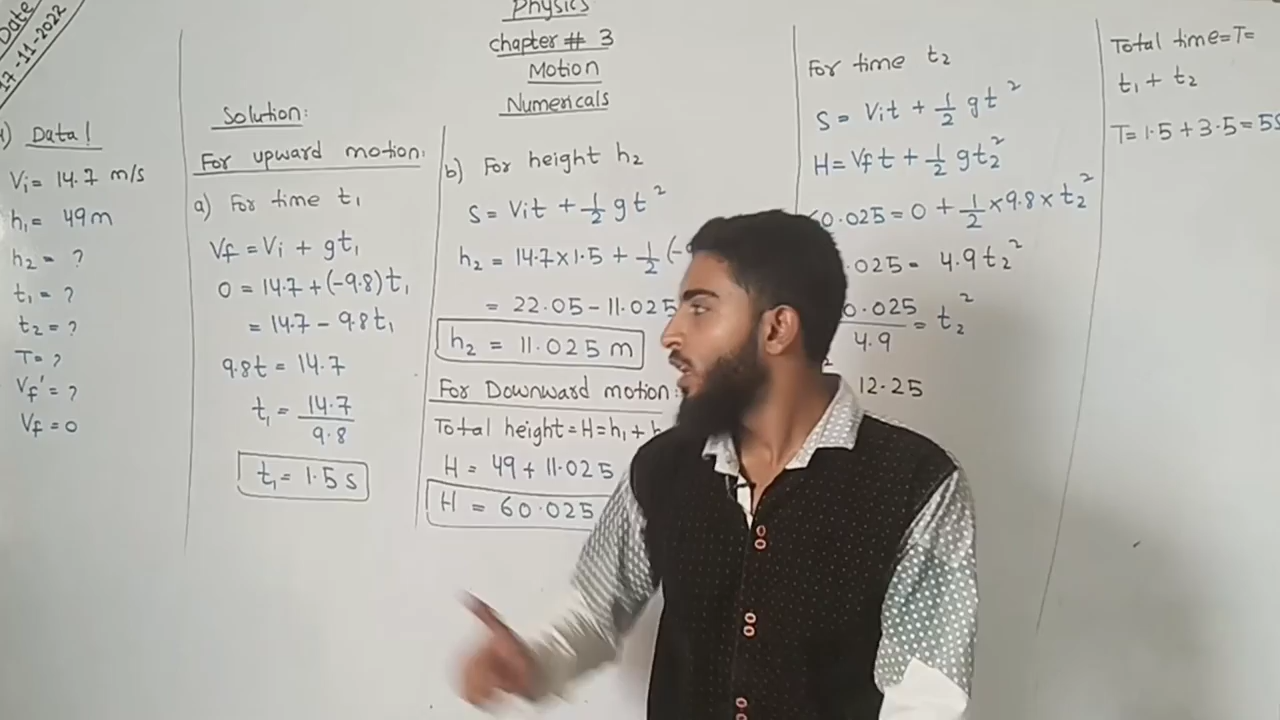 Date
17-11-2022
Physics
chapter # 3
Motion
Numericals
Data!
Vi= 14.7 m/s
h₁= 49m
h₂= ?
t₁= ?
t₂= ?
T= ?
Vf' = ?
Vf = 0
Solution:
For upward motion:
a) For time t₁
Vf = Vi + gt₁
0 = 14.7 + (-9.8) t₁
= 14.7 - 9.8t₁
9.8t = 14.7
t₁ = 14.7/9.8
t₁ = 1.5 s
b) For height h₂
S = Vit + 1/2 gt²
h₂ = 14.7×1.5 + 1/2 (-
= 22.05 - 11.025
h₂ = 11.025 m
For Downward motion:
Total height = H = h₁ +
H = 49 + 11.025
H = 60.025
For time t₂
S = Vit + 1/2 gt²
H = Vft + 1/2 gt₂²
0.025 = 0 + 1/2 × 9.8 × t₂²
.025 = 4.9t₂²
0.025/4.9 = t₂²
12.25
Total time = T =
t₁ + t₂
T = 1.5 + 3.5 = 5s